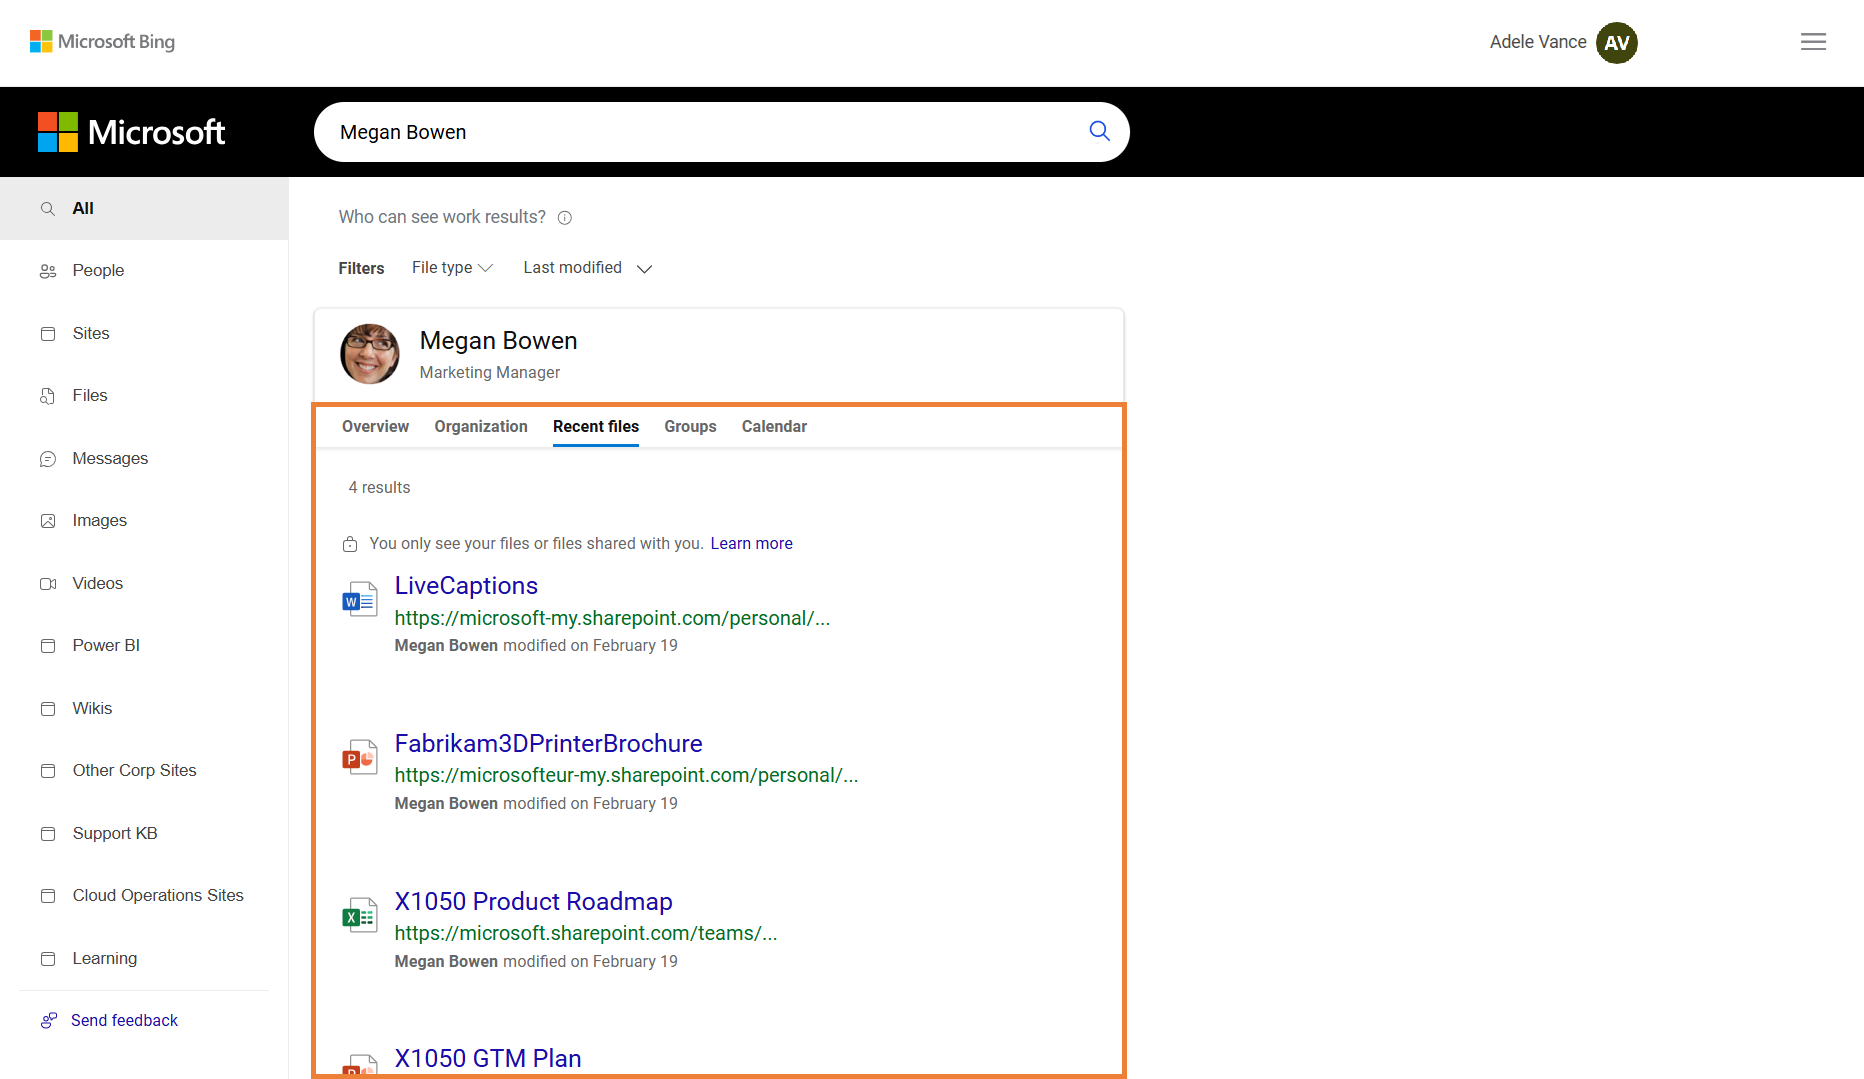 Microsoft Bing
Adele Vance AV
Microsoft
Megan Bowen
All
People
Sites
Files
Messages
Images
Videos
Power BI
Wikis
Other Corp Sites
Support KB
Cloud Operations Sites
Learning
Send feedback
Who can see work results?
Filters File type Last modified
Megan Bowen
Marketing Manager
Overview Organization Recent files Groups Calendar
4 results
You only see your files or files shared with you. Learn more
W
LiveCaptions
https://microsoft-my.sharepoint.com/personal/...
Megan Bowen modified on February 19
P
Fabrikam3DPrinterBrochure
https://microsofteur-my.sharepoint.com/personal/...
Megan Bowen modified on February 19
X
X1050 Product Roadmap
https://microsoft.sharepoint.com/teams/...
Megan Bowen modified on February 19
P
X1050 GTM Plan